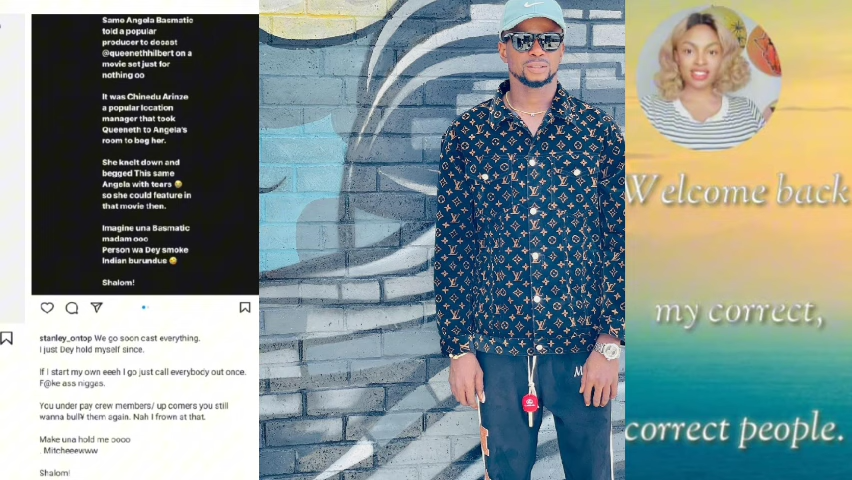 Same Angela Basmatic
told a popular
producer to deseat
@queenethhilbert on a
movie set just for
nothing oo
It was Chinedu Arinze
a popular location
manager that took
Queeneth to Angela's
room to beg her.
She knelt down and
begged This same
Angela with tears 🤣
so she could feature in
that movie then.
Imagine una Basmatic
madam ooo
Person wa Dey smoke
Indian burundus 🤣
Shalom!
stanley_ontop We go soon cast everything.
I just Dey hold myself since.
If I start my own eeeh I go just call everybody out once.
F@ke ass niggas.
You under pay crew members/ up comers you still
wanna bull¥ them again. Nah I frown at that.
Make una hold me oooo
. Mitcheeewww
Shalom!
Welcome back
my correct,
correct people.